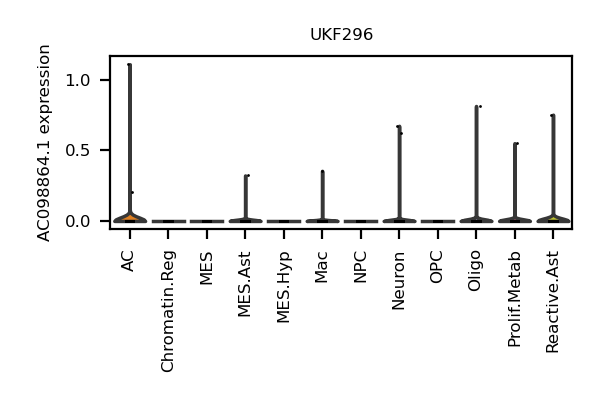 UKF296
AC098864.1 expression
1.0
0.5
0.0
AC
Chromatin.Reg
MES
MES.Ast
MES.Hyp
Mac
NPC
Neuron
OPC
Oligo
Prolif.Metab
Reactive.Ast